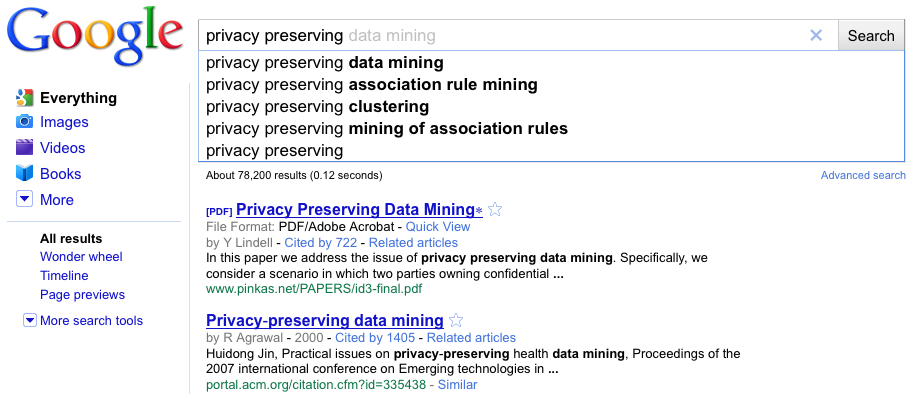 Google
privacy preserving data mining ✕ Search
privacy preserving data mining
privacy preserving association rule mining
privacy preserving clustering
privacy preserving mining of association rules
privacy preserving
Everything
Images
Videos
Books
More
All results
Wonder wheel
Timeline
Page previews
More search tools
About 78,200 results (0.12 seconds) Advanced search
[PDF] Privacy Preserving Data Mining*
File Format: PDF/Adobe Acrobat - Quick View
by Y Lindell - Cited by 722 - Related articles
In this paper we address the issue of privacy preserving data mining. Specifically, we
consider a scenario in which two parties owning confidential ...
www.pinkas.net/PAPERS/id3-final.pdf
Privacy-preserving data mining
by R Agrawal - 2000 - Cited by 1405 - Related articles
Huidong Jin, Practical issues on privacy-preserving health data mining, Proceedings of the
2007 international conference on Emerging technologies in ...
portal.acm.org/citation.cfm?id=335438 - Similar